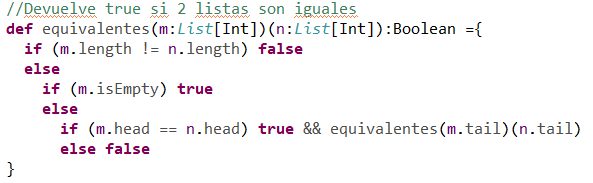 //Devuelve true si 2 listas son iguales
def equivalentes(m:List[Int])(n:List[Int]):Boolean ={
  if (m.length != n.length) false
  else
    if (m.isEmpty) true
    else
      if (m.head == n.head) true && equivalentes(m.tail)(n.tail)
      else false
}